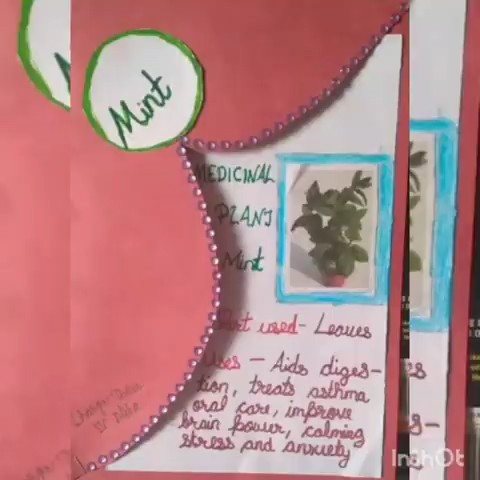 Mint
MEDICINAL
PLANT
Mint
Part used- Leaves
Uses - Aids diges-
tion, treats asthma
oral care, improve
brain power, calming
stress and anxiety
InShOt